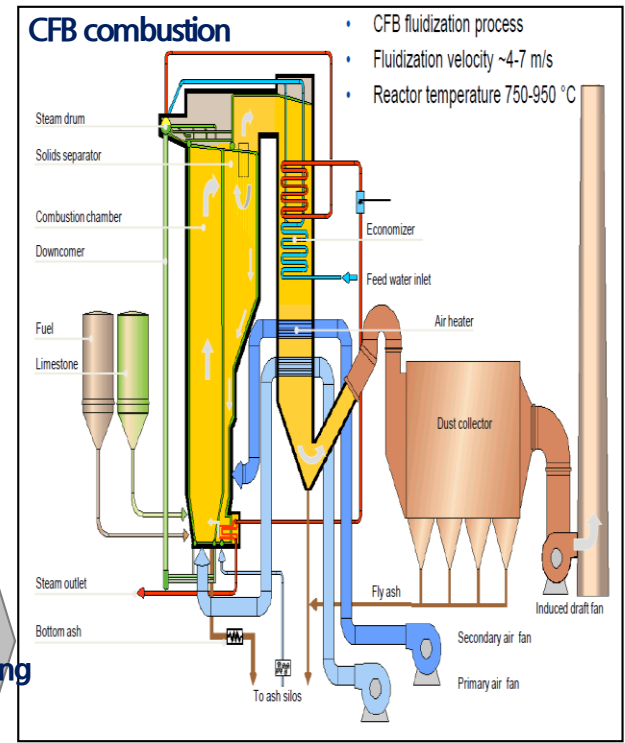 CFB combustion
• CFB fluidization process
• Fluidization velocity ~4-7 m/s
• Reactor temperature 750-950 °C
Steam drum
Solids separator
Combustion chamber
Downcomer
Economizer
Feed water inlet
Fuel
Air heater
Limestone
Dust collector
Steam outlet
Fly ash
Induced draft fan
Bottom ash
Secondary air fan
ng
Primary air fan
To ash silos